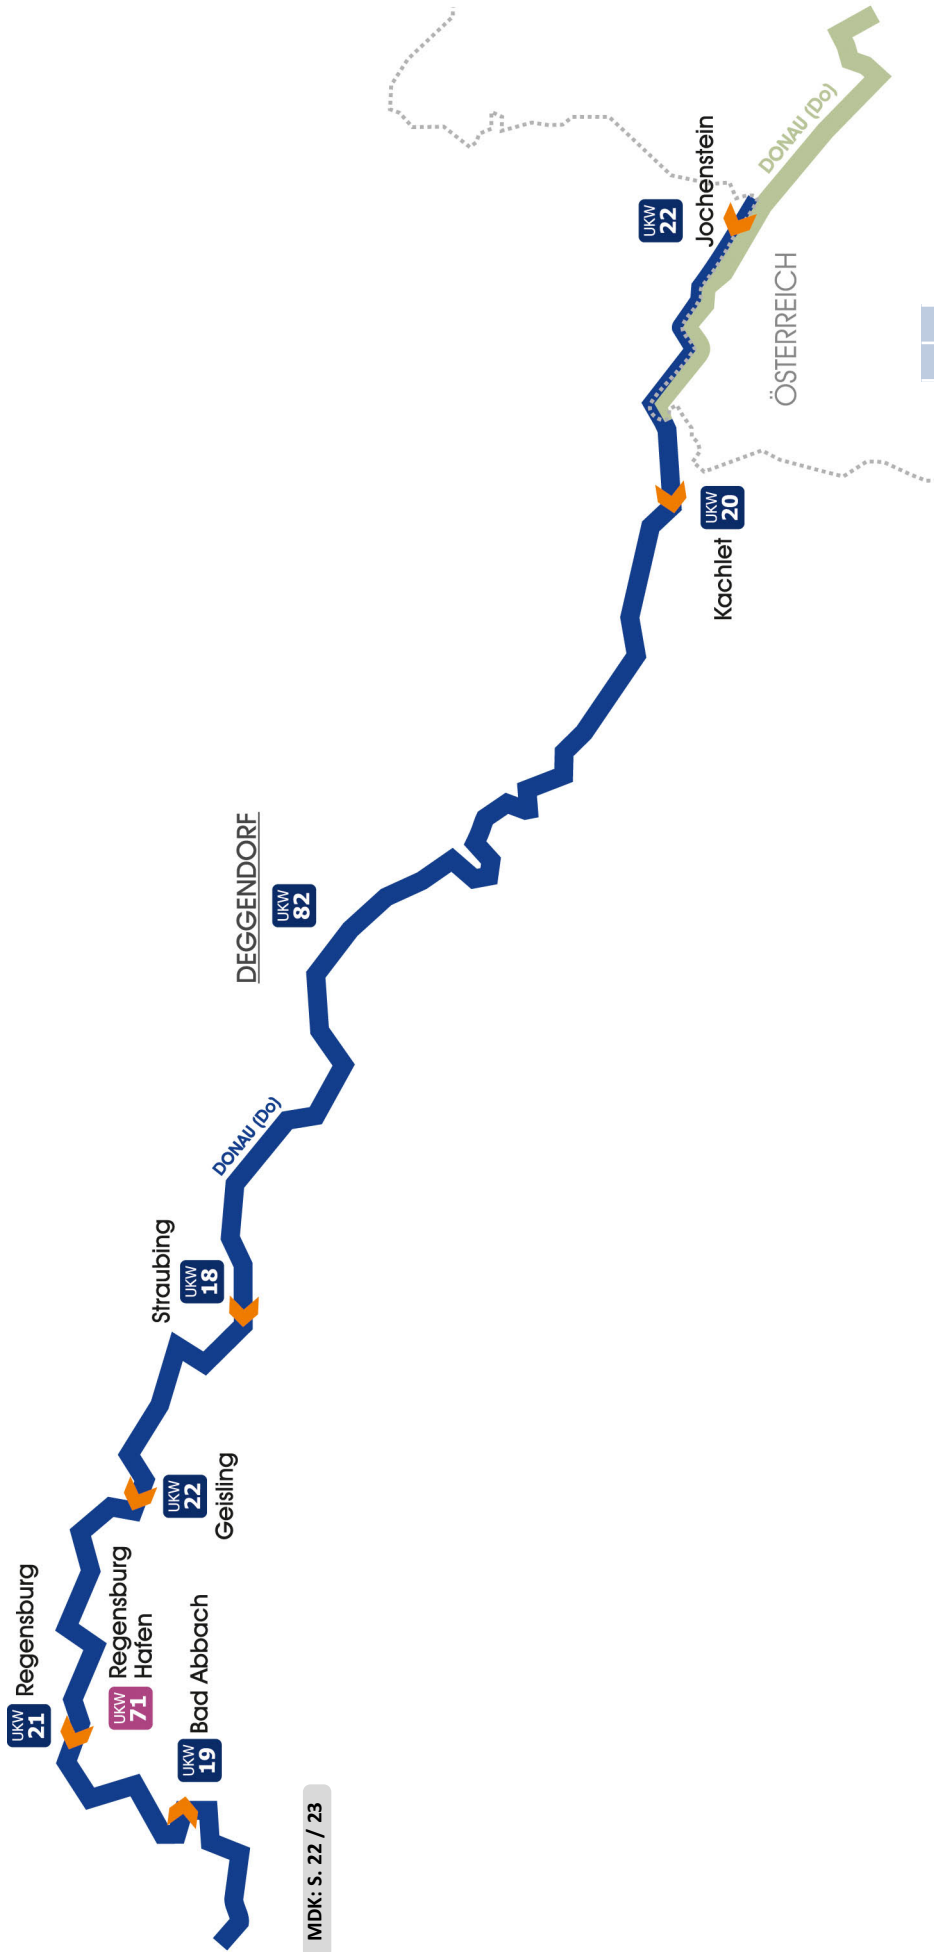 UKW
21
Regensburg
UKW
71
Regensburg
Hafen
UKW
19
Bad Abbach
MDK: S. 22 / 23
UKW
22
Geisling
Straubing
UKW
18
DONAU (Do)
DEGGENDORF
UKW
82
Kachlet
UKW
20
UKW
22
Jochenstein
ÖSTERREICH
DONAU (Do)